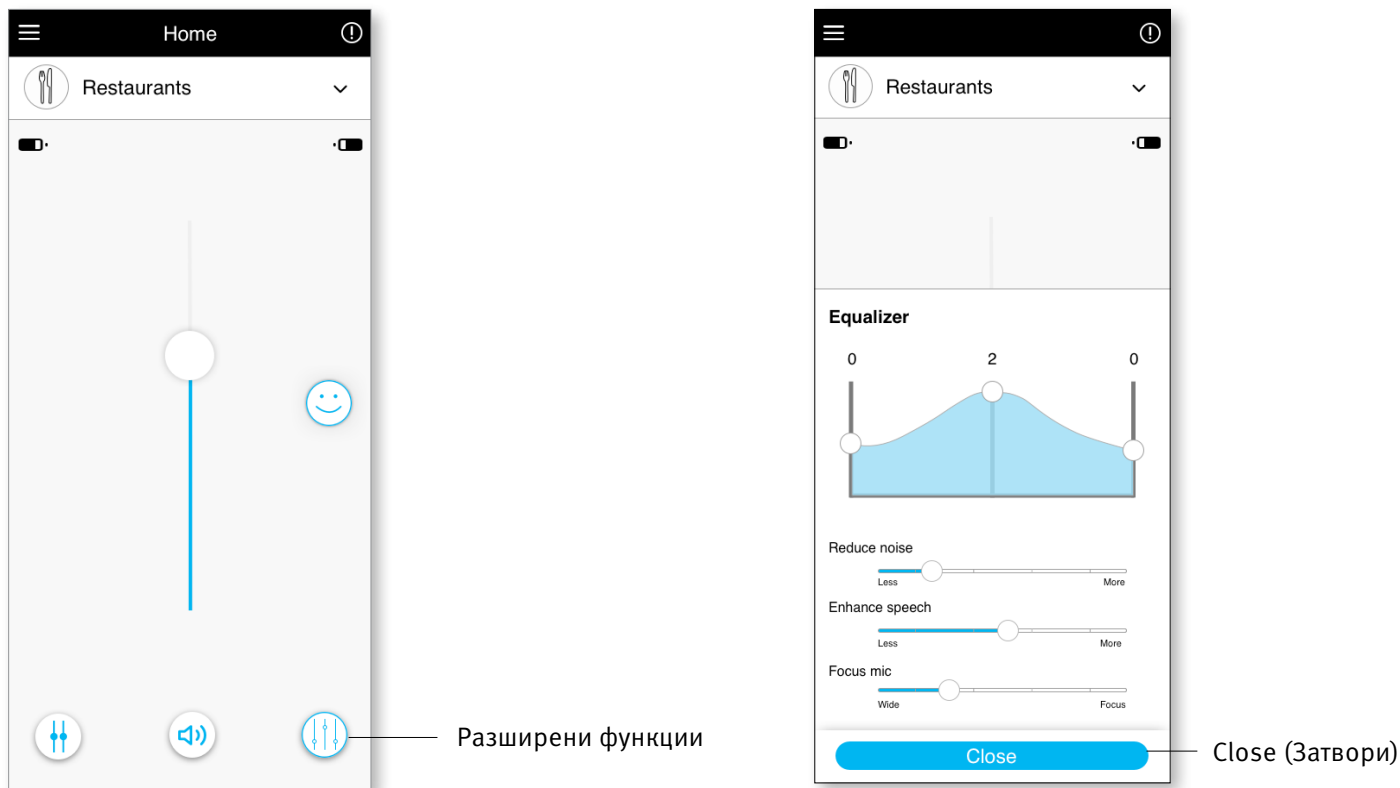 Home
Restaurants
Разширени функции
Restaurants
Equalizer
0 2 0
Reduce noise
Less More
Enhance speech
Less More
Focus mic
Wide Focus
Close
Close (Затвори)